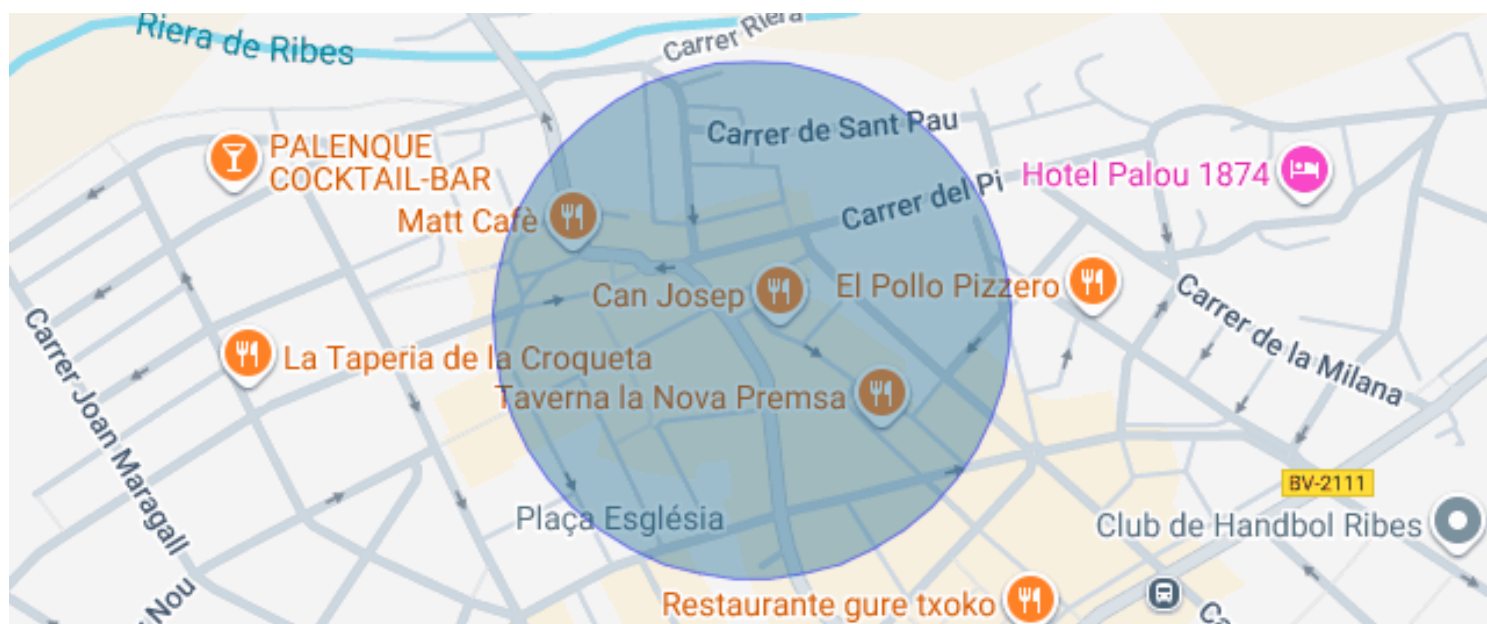 Riera de Ribes
Carrer Riera
Carrer de Sant Pau
PALENQUE
COCKTAIL-BAR
Hotel Palou 1874
Carrer del Pi
Matt Cafè
Can Josep
El Pollo Pizzero
Carrer de la Milana
La Taperia de la Croqueta
Taverna la Nova Premsa
Carrer Joan Maragall
BV-2111
Plaça Església
Club de Handbol Ribes
Nou
Restaurante gure txoko
Ca